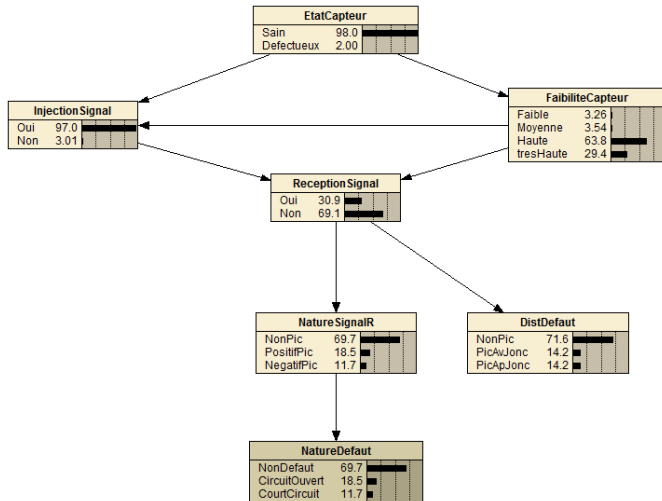 EtatCapteur
Sain 98.0
Defectueux 2.00
InjectionSignal
Oui 97.0
Non 3.01
FaibiliteCapteur
Faible 3.26
Moyenne 3.54
Haute 63.8
tresHaute 29.4
ReceptionSignal
Oui 30.9
Non 69.1
NatureSignalR
NonPic 69.7
PositifPic 18.5
NegatifPic 11.7
DistDefaut
NonPic 71.6
PicAvJonc 14.2
PicApJonc 14.2
NatureDefaut
NonDefaut 69.7
CircuitOuvert 18.5
CourtCircuit 11.7